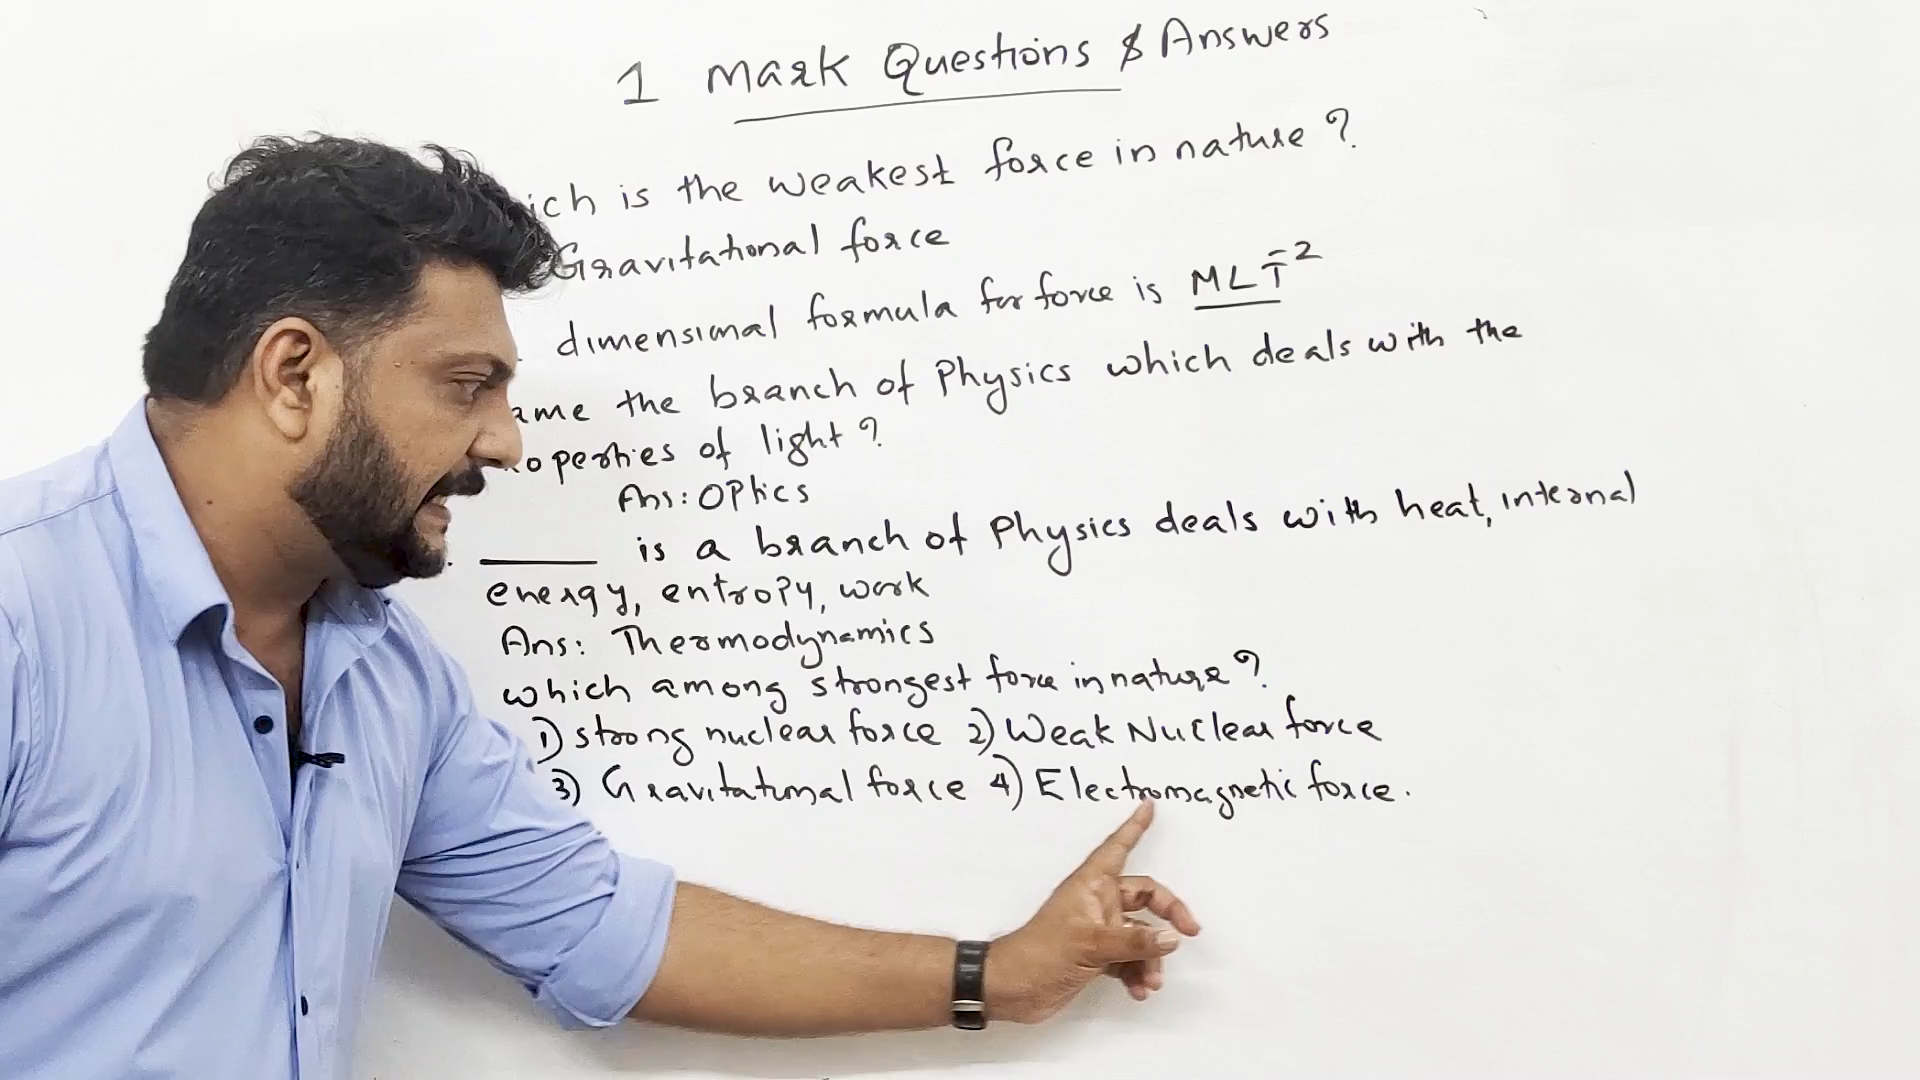 1 Mark Questions & Answers
ich is the weakest force in nature ?
Gravitational force
dimensional formula for force is MLT⁻²
ame the branch of Physics which deals with the
operties of light ?
Ans: Optics
______ is a branch of Physics deals with heat, internal
energy, entropy, work
Ans: Thermodynamics
which among strongest force in nature ?
1) strong nuclear force 2) Weak Nuclear force
3) Gravitational force 4) Electromagnetic force.